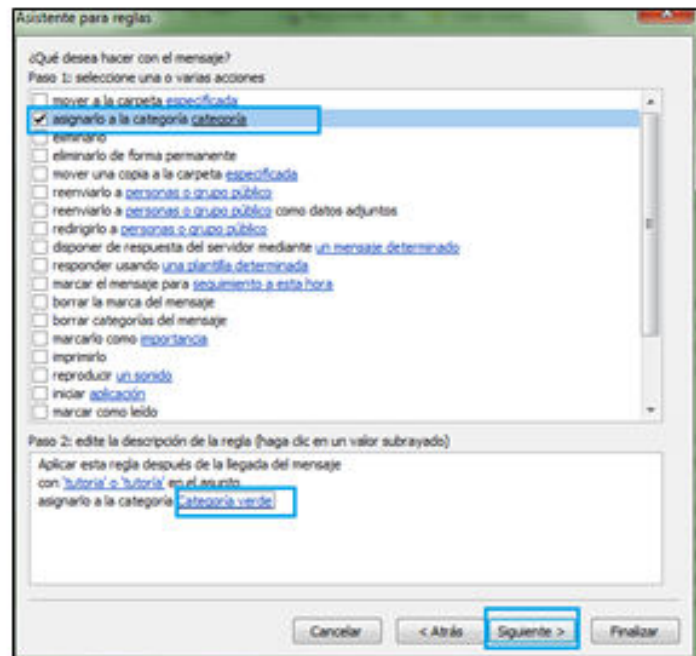 Asistente para reglas
¿Qué desea hacer con el mensaje?
Paso 1: seleccione una o varias acciones
mover a la carpeta especificada
asignarlo a la categoría categoría
eliminarlo
eliminarlo de forma permanente
mover una copia a la carpeta especificada
reenviarlo a personas o grupo público
reenviarlo a personas o grupo público como datos adjuntos
redirigirlo a personas o grupo público
disponer de respuesta del servidor mediante un mensaje determinado
responder usando una plantilla determinada
marcar el mensaje para seguimiento a esta hora
borrar la marca del mensaje
borrar categorías del mensaje
marcarlo como importancia
imprimirlo
reproducir un sonido
iniciar aplicación
marcar como leído
Paso 2: edite la descripción de la regla (haga clic en un valor subrayado)
Aplicar esta regla después de la llegada del mensaje
con 'tutoria' o 'tutoría' en el asunto
asignarlo a la categoría Categoría verde
Cancelar < Atrás Siguiente > Finalizar